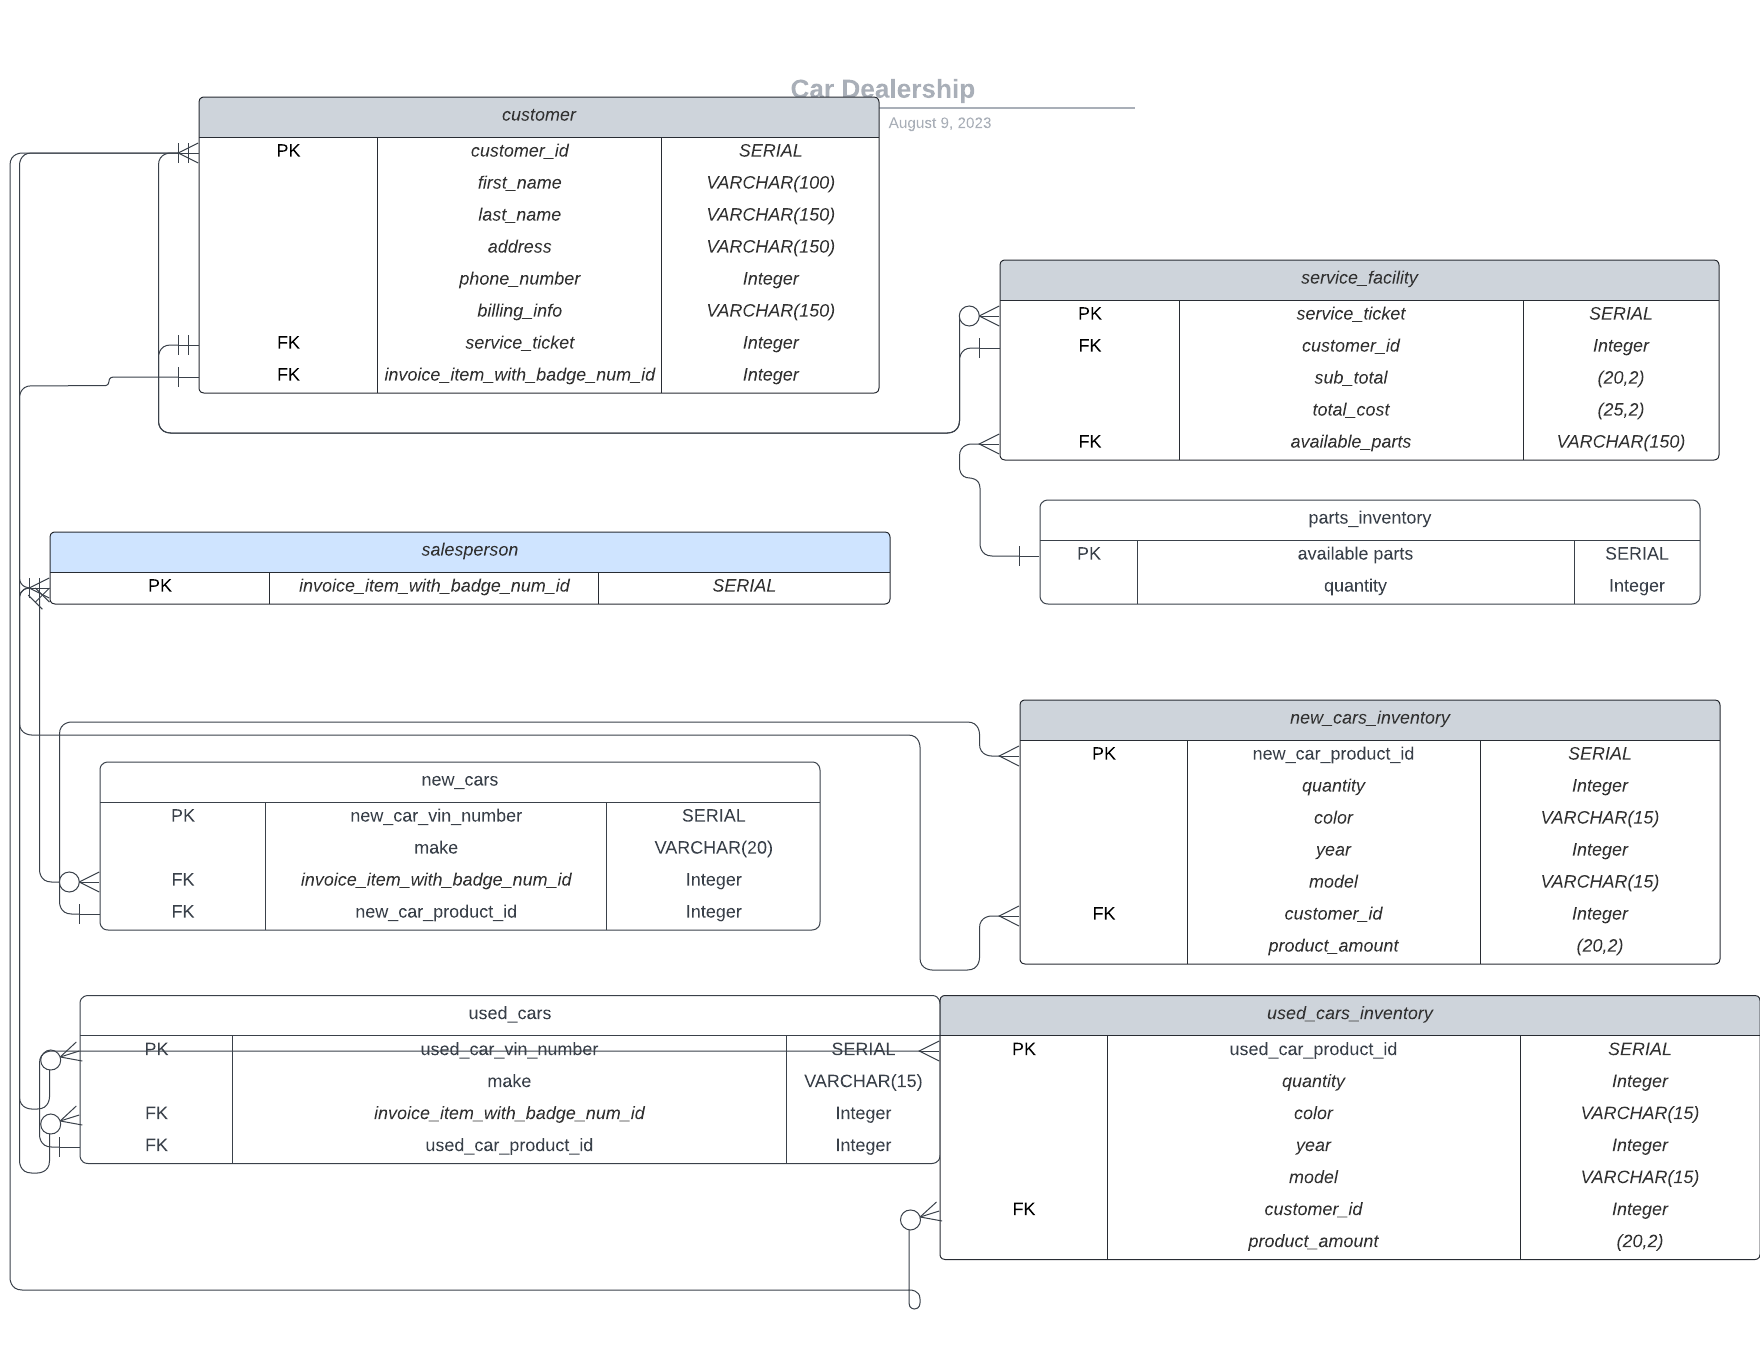 Car Dealership
August 9, 2023
customer
PK customer_id SERIAL
first_name VARCHAR(100)
last_name VARCHAR(150)
address VARCHAR(150)
phone_number Integer
billing_info VARCHAR(150)
FK service_ticket Integer
FK invoice_item_with_badge_num_id Integer
service_facility
PK service_ticket SERIAL
FK customer_id Integer
sub_total (20,2)
total_cost (25,2)
FK available_parts VARCHAR(150)
parts_inventory
PK available parts SERIAL
quantity Integer
salesperson
PK invoice_item_with_badge_num_id SERIAL
new_cars_inventory
PK new_car_product_id SERIAL
quantity Integer
color VARCHAR(15)
year Integer
model VARCHAR(15)
FK customer_id Integer
product_amount (20,2)
new_cars
PK new_car_vin_number SERIAL
make VARCHAR(20)
FK invoice_item_with_badge_num_id Integer
FK new_car_product_id Integer
used_cars
PK used_car_vin_number SERIAL
make VARCHAR(15)
FK invoice_item_with_badge_num_id Integer
FK used_car_product_id Integer
used_cars_inventory
PK used_car_product_id SERIAL
quantity Integer
color VARCHAR(15)
year Integer
model VARCHAR(15)
FK customer_id Integer
product_amount (20,2)